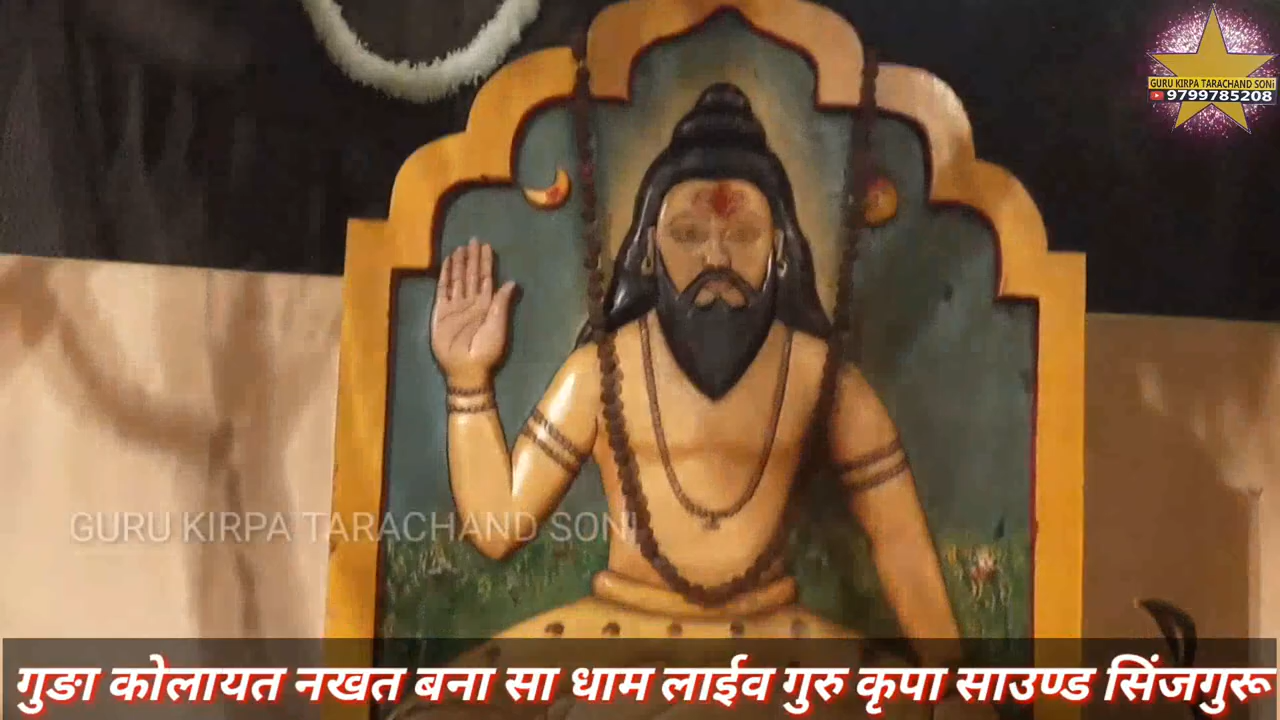 GURU KIRPA TARACHAND SONi
9799785208
GURU KIRPA TARACHAND SONI
गुङा कोलायत नखत बना सा धाम लाईव गुरु कृपा साउण्ड सिंजगुरू